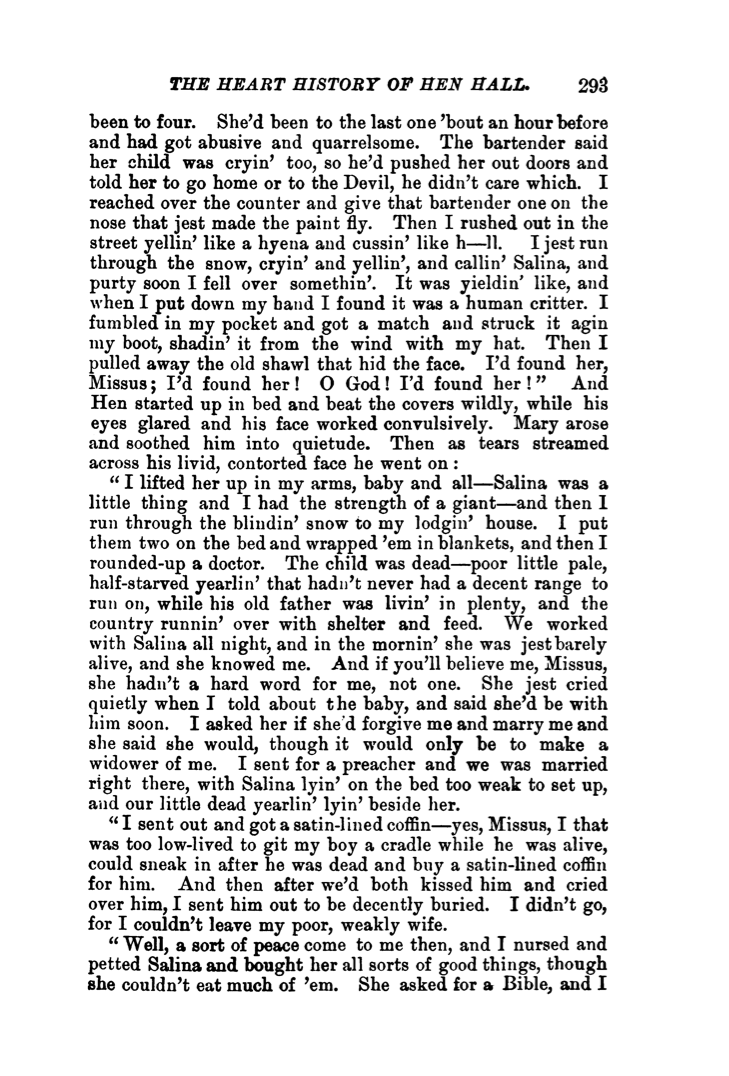 THE HEART HISTORY OF HEN HALL. 293
been to four. She'd been to the last one 'bout an hour before
and had got abusive and quarrelsome. The bartender said
her child was cryin' too, so he'd pushed her out doors and
told her to go home or to the Devil, he didn't care which. I
reached over the counter and give that bartender one on the
nose that jest made the paint fly. Then I rushed out in the
street yellin' like a hyena and cussin' like h—ll. I jest run
through the snow, cryin' and yellin', and callin' Salina, and
purty soon I fell over somethin'. It was yieldin' like, and
when I put down my hand I found it was a human critter. I
fumbled in my pocket and got a match and struck it agin
my boot, shadin' it from the wind with my hat. Then I
pulled away the old shawl that hid the face. I'd found her,
Missus; I'd found her! O God! I'd found her!" And
Hen started up in bed and beat the covers wildly, while his
eyes glared and his face worked convulsively. Mary arose
and soothed him into quietude. Then as tears streamed
across his livid, contorted face he went on:
"I lifted her up in my arms, baby and all—Salina was a
little thing and I had the strength of a giant—and then I
run through the blindin' snow to my lodgin' house. I put
them two on the bed and wrapped 'em in blankets, and then I
rounded-up a doctor. The child was dead—poor little pale,
half-starved yearlin' that hadn't never had a decent range to
run on, while his old father was livin' in plenty, and the
country runnin' over with shelter and feed. We worked
with Salina all night, and in the mornin' she was jest barely
alive, and she knowed me. And if you'll believe me, Missus,
she hadn't a hard word for me, not one. She jest cried
quietly when I told about the baby, and said she'd be with
him soon. I asked her if she'd forgive me and marry me and
she said she would, though it would only be to make a
widower of me. I sent for a preacher and we was married
right there, with Salina lyin' on the bed too weak to set up,
and our little dead yearlin' lyin' beside her.
"I sent out and got a satin-lined coffin—yes, Missus, I that
was too low-lived to git my boy a cradle while he was alive,
could sneak in after he was dead and buy a satin-lined coffin
for him. And then after we'd both kissed him and cried
over him, I sent him out to be decently buried. I didn't go,
for I couldn't leave my poor, weakly wife.
"Well, a sort of peace come to me then, and I nursed and
petted Salina and bought her all sorts of good things, though
she couldn't eat much of 'em. She asked for a Bible, and I